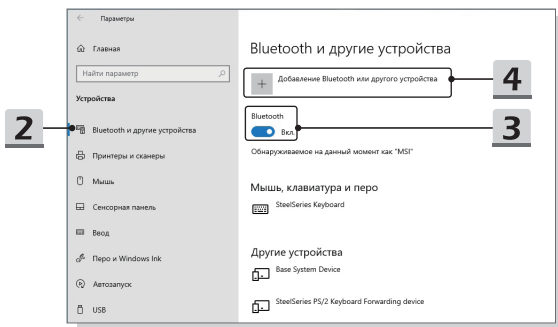 Параметры
Главная
Найти параметр
Устройства
Bluetooth и другие устройства
Принтеры и сканеры
Мышь
Сенсорная панель
Ввод
Перо и Windows Ink
Автозапуск
USB
2
Bluetooth и другие устройства
Добавление Bluetooth или другого устройства
4
Bluetooth
Вкл.
3
Обнаруживаемое на данный момент как "MSI"
Мышь, клавиатура и перо
SteelSeries Keyboard
Другие устройства
Base System Device
SteelSeries PS/2 Keyboard Forwarding device